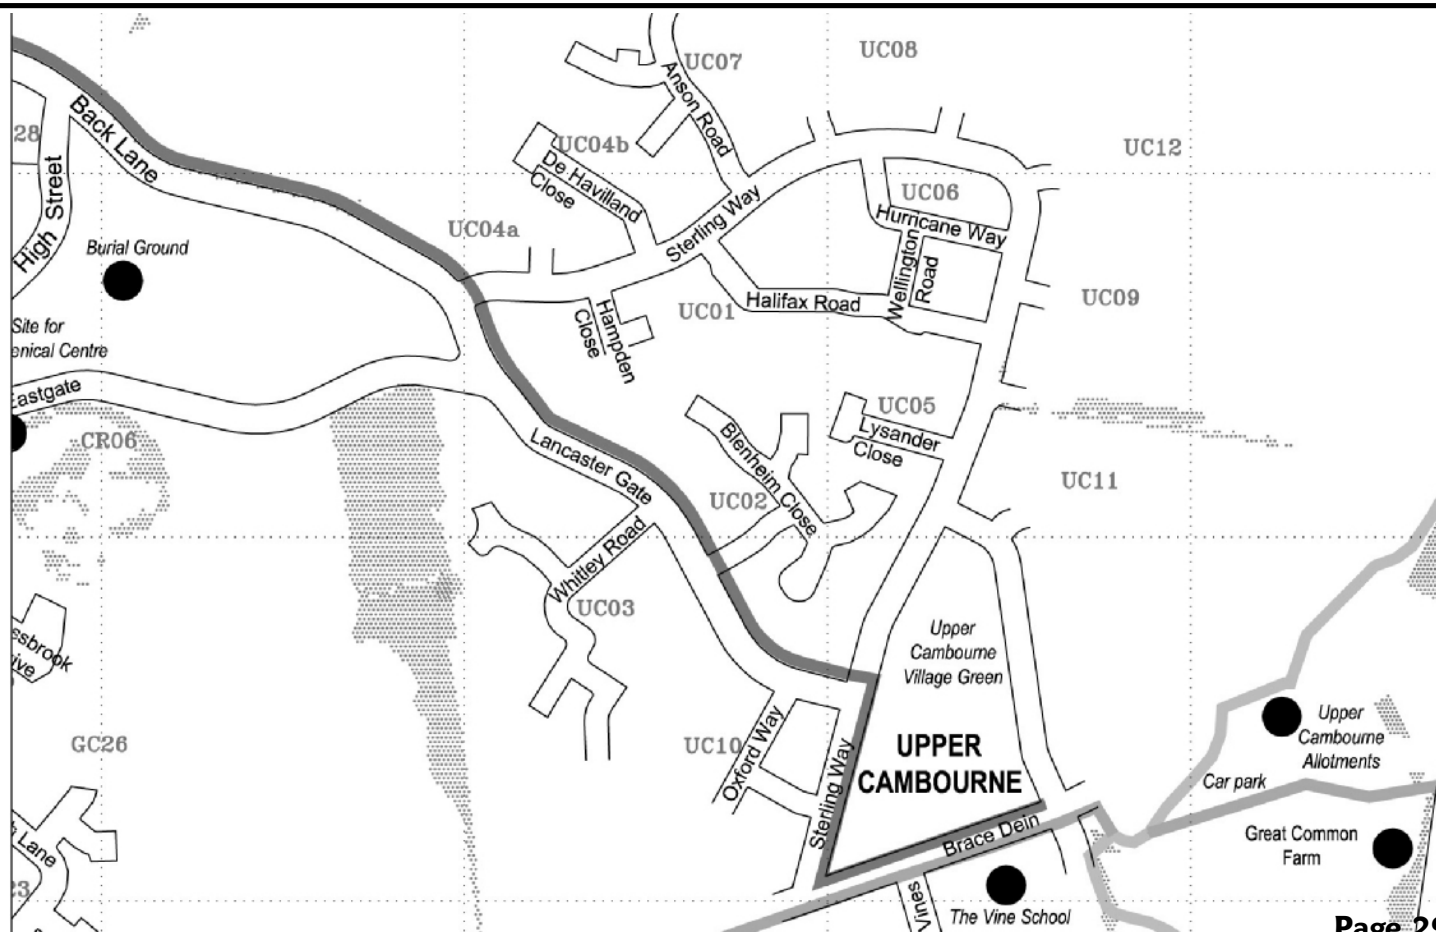 UC07
UC08
Anson Road
Back Lane
28
High Street
UC04b
De Havilland
Close
UC12
UC06
Hurricane Way
Wellington
Road
Sterling Way
UC04a
Burial Ground
Halifax Road
UC01
UC09
Hampden
Close
Site for
enical Centre
Eastgate
CR06
UC05
Lysander
Close
Blenheim Close
Lancaster Gate
UC02
UC11
Whitley Road
UC03
esbrook
ive
Upper
Cambourne
Village Green
GC26
UC10
Oxford Way
Sterling Way
UPPER
CAMBOURNE
Upper
Cambourne
Allotments
Car park
Brace Dein
Great Common
Farm
Lane
23
Vines
The Vine School
Page 29